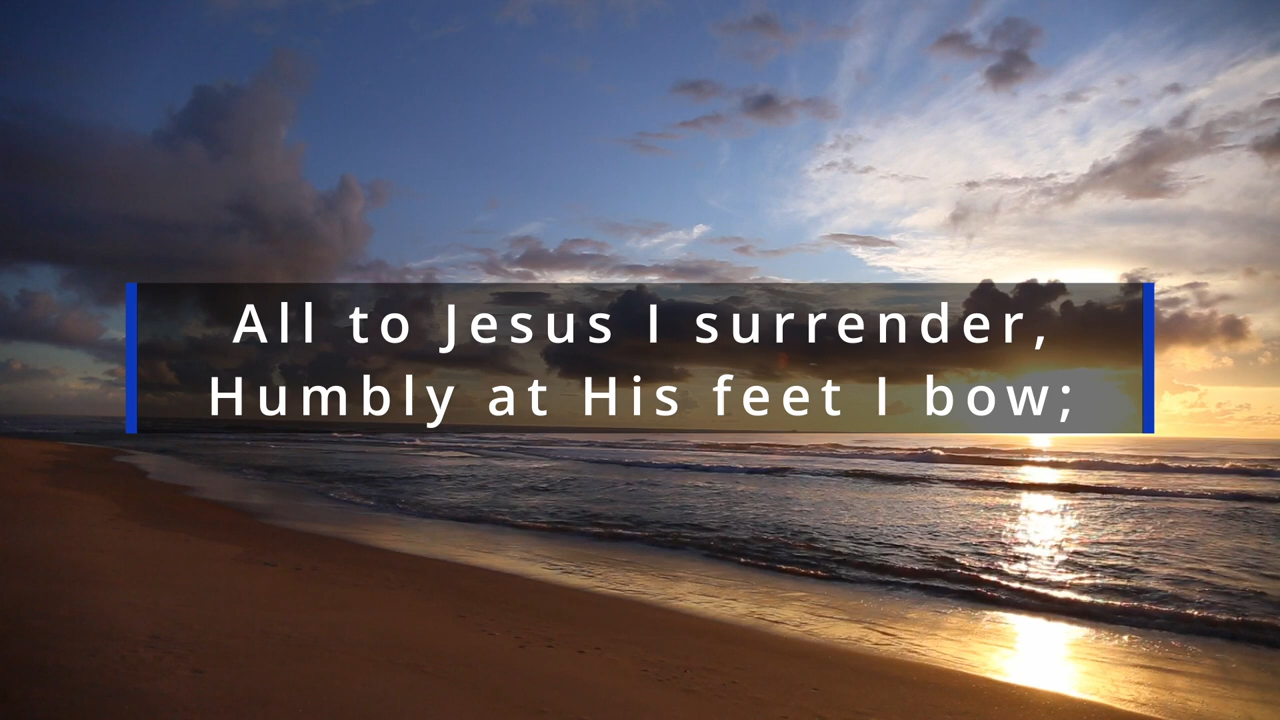 All to Jesus I surrender,
Humbly at His feet I bow;